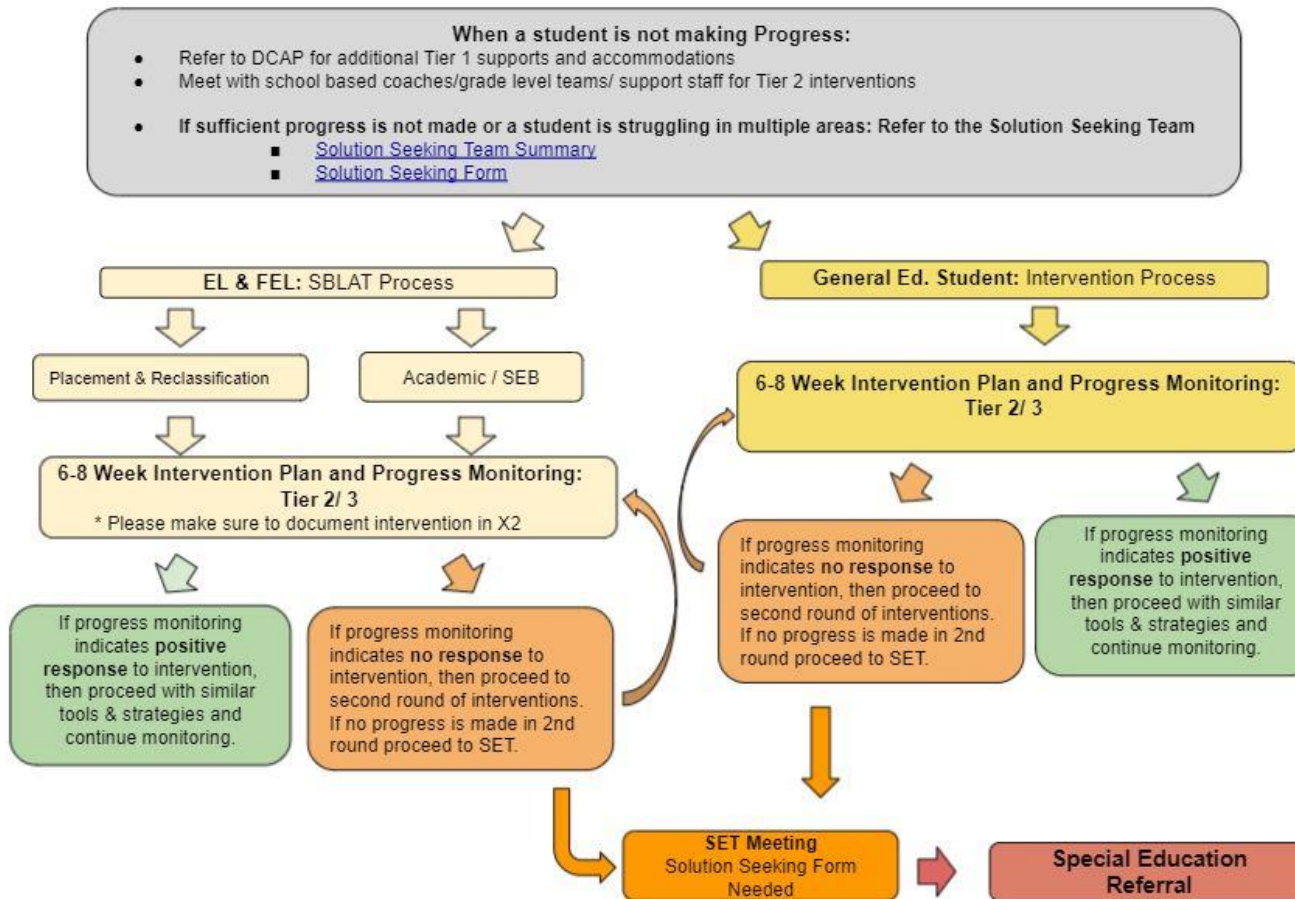 When a student is not making Progress:
● Refer to DCAP for additional Tier 1 supports and accommodations
● Meet with school based coaches/grade level teams/ support staff for Tier 2 interventions
● If sufficient progress is not made or a student is struggling in multiple areas: Refer to the Solution Seeking Team
■ Solution Seeking Team Summary
■ Solution Seeking Form
EL & FEL: SBLAT Process
General Ed. Student: Intervention Process
Placement & Reclassification
Academic / SEB
6-8 Week Intervention Plan and Progress Monitoring:
Tier 2/ 3
* Please make sure to document intervention in X2
6-8 Week Intervention Plan and Progress Monitoring:
Tier 2/ 3
If progress monitoring
indicates positive
response to intervention,
then proceed with similar
tools & strategies and
continue monitoring.
If progress monitoring
indicates no response to
intervention, then proceed to
second round of interventions.
If no progress is made in 2nd
round proceed to SET.
If progress monitoring
indicates no response to
intervention, then proceed to
second round of interventions.
If no progress is made in 2nd
round proceed to SET.
If progress monitoring
indicates positive
response to intervention,
then proceed with similar
tools & strategies and
continue monitoring.
SET Meeting
Solution Seeking Form
Needed
Special Education
Referral